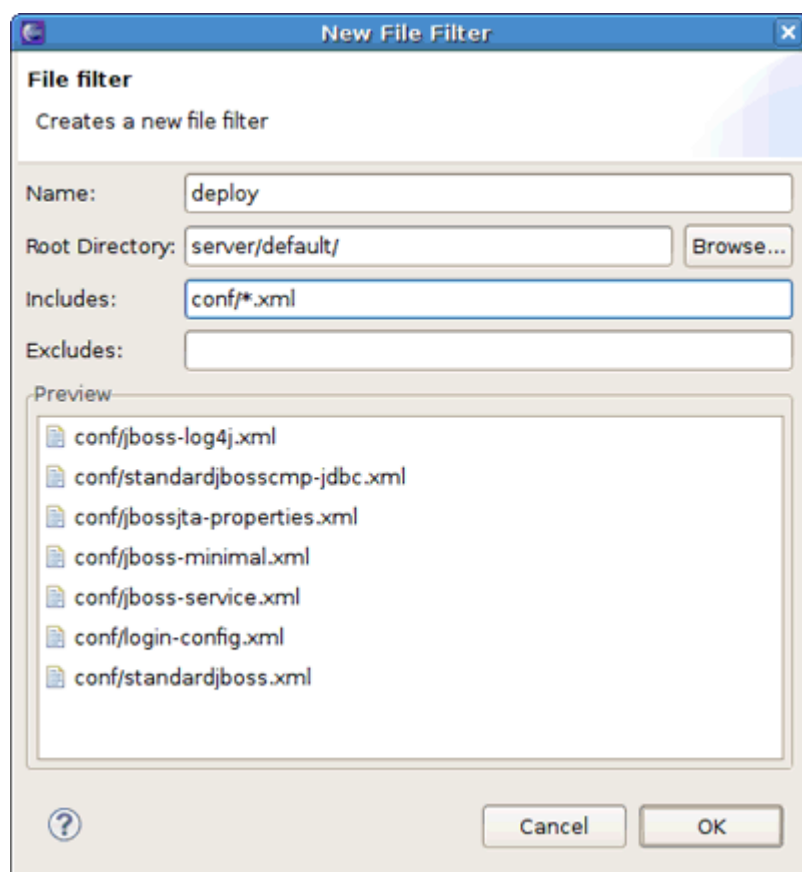 New File Filter
File filter
Creates a new file filter
Name: deploy
Root Directory: server/default/ Browse...
Includes: conf/*.xml
Excludes:
Preview
conf/jboss-log4j.xml
conf/standardjbosscmp-jdbc.xml
conf/jbossjta-properties.xml
conf/jboss-minimal.xml
conf/jboss-service.xml
conf/login-config.xml
conf/standardjboss.xml
? Cancel OK